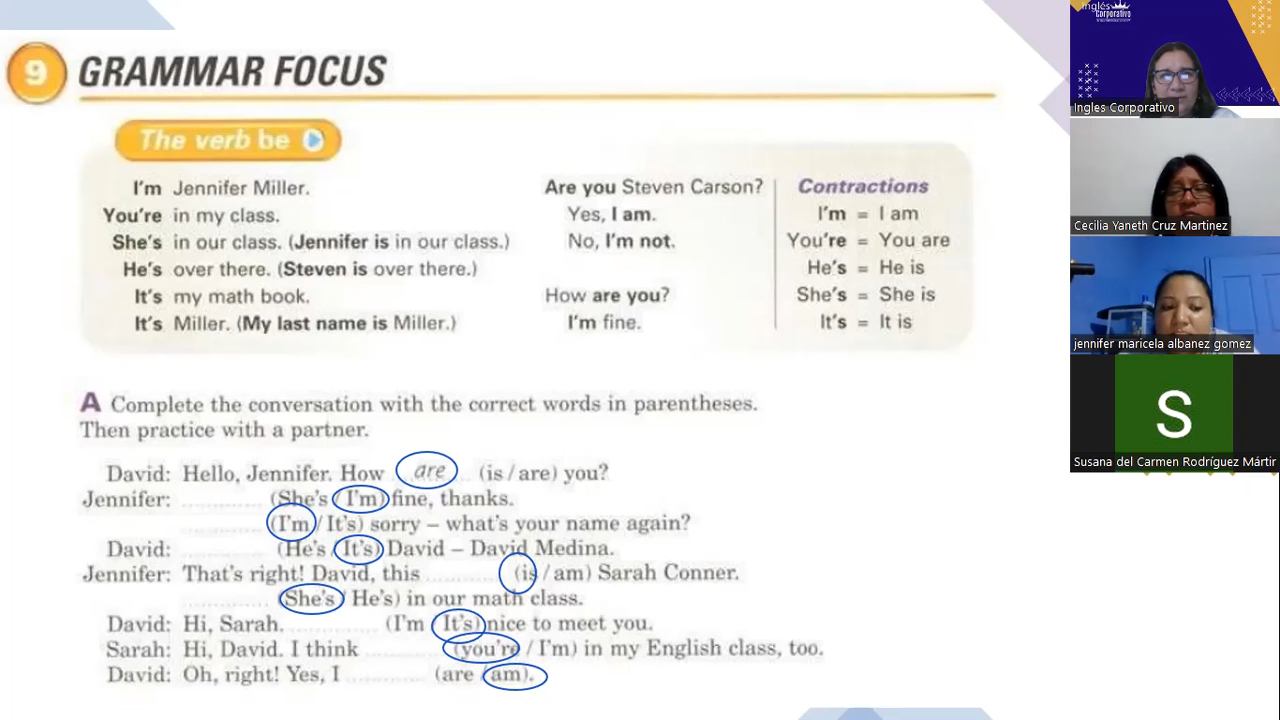 9 GRAMMAR FOCUS
The verb be
I'm Jennifer Miller.
You're in my class.
She's in our class. (Jennifer is in our class.)
He's over there. (Steven is over there.)
It's my math book.
It's Miller. (My last name is Miller.)
Are you Steven Carson?
Yes, I am.
No, I'm not.
How are you?
I'm fine.
Contractions
I'm = I am
You're = You are
He's = He is
She's = She is
It's = It is
A Complete the conversation with the correct words in parentheses.
Then practice with a partner.
David: Hello, Jennifer. How are (is / are) you?
Jennifer: (She's / I'm) fine, thanks.
(I'm / It's) sorry – what's your name again?
David: (He's / It's) David – David Medina.
Jennifer: That's right! David, this (is / am) Sarah Conner.
(She's / He's) in our math class.
David: Hi, Sarah. (I'm / It's) nice to meet you.
Sarah: Hi, David. I think (you're / I'm) in my English class, too.
David: Oh, right! Yes, I (are / am).
Inglés
corporativo
Ingles Corporativo
Cecilia Yaneth Cruz Martinez
jennifer maricela albanez gomez
S
Susana del Carmen Rodríguez Mártir